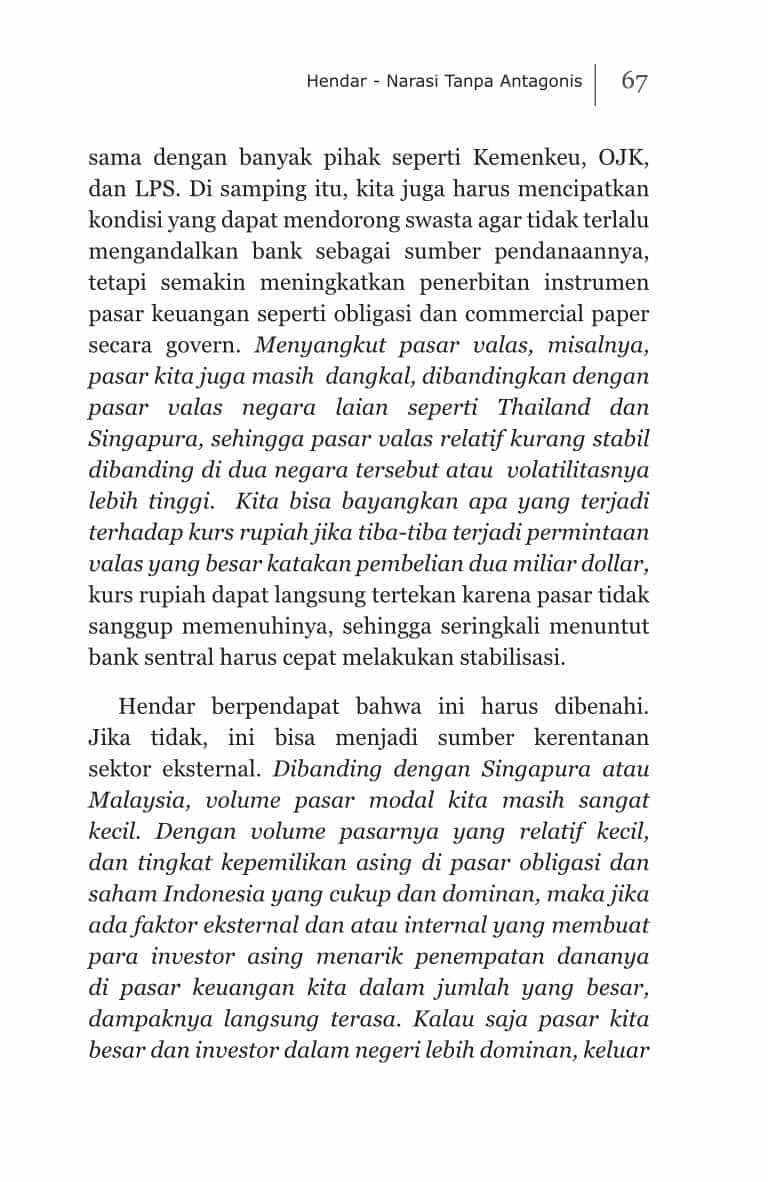 Hendar - Narasi Tanpa Antagonis 67
sama dengan banyak pihak seperti Kemenkeu, OJK,
dan LPS. Di samping itu, kita juga harus mencipatkan
kondisi yang dapat mendorong swasta agar tidak terlalu
mengandalkan bank sebagai sumber pendanaannya,
tetapi semakin meningkatkan penerbitan instrumen
pasar keuangan seperti obligasi dan commercial paper
secara govern. Menyangkut pasar valas, misalnya,
pasar kita juga masih dangkal, dibandingkan dengan
pasar valas negara laian seperti Thailand dan
Singapura, sehingga pasar valas relatif kurang stabil
dibanding di dua negara tersebut atau volatilitasnya
lebih tinggi. Kita bisa bayangkan apa yang terjadi
terhadap kurs rupiah jika tiba-tiba terjadi permintaan
valas yang besar katakan pembelian dua miliar dollar,
kurs rupiah dapat langsung tertekan karena pasar tidak
sanggup memenuhinya, sehingga seringkali menuntut
bank sentral harus cepat melakukan stabilisasi.
Hendar berpendapat bahwa ini harus dibenahi.
Jika tidak, ini bisa menjadi sumber kerentanan
sektor eksternal. Dibanding dengan Singapura atau
Malaysia, volume pasar modal kita masih sangat
kecil. Dengan volume pasarnya yang relatif kecil,
dan tingkat kepemilikan asing di pasar obligasi dan
saham Indonesia yang cukup dan dominan, maka jika
ada faktor eksternal dan atau internal yang membuat
para investor asing menarik penempatan dananya
di pasar keuangan kita dalam jumlah yang besar,
dampaknya langsung terasa. Kalau saja pasar kita
besar dan investor dalam negeri lebih dominan, keluar